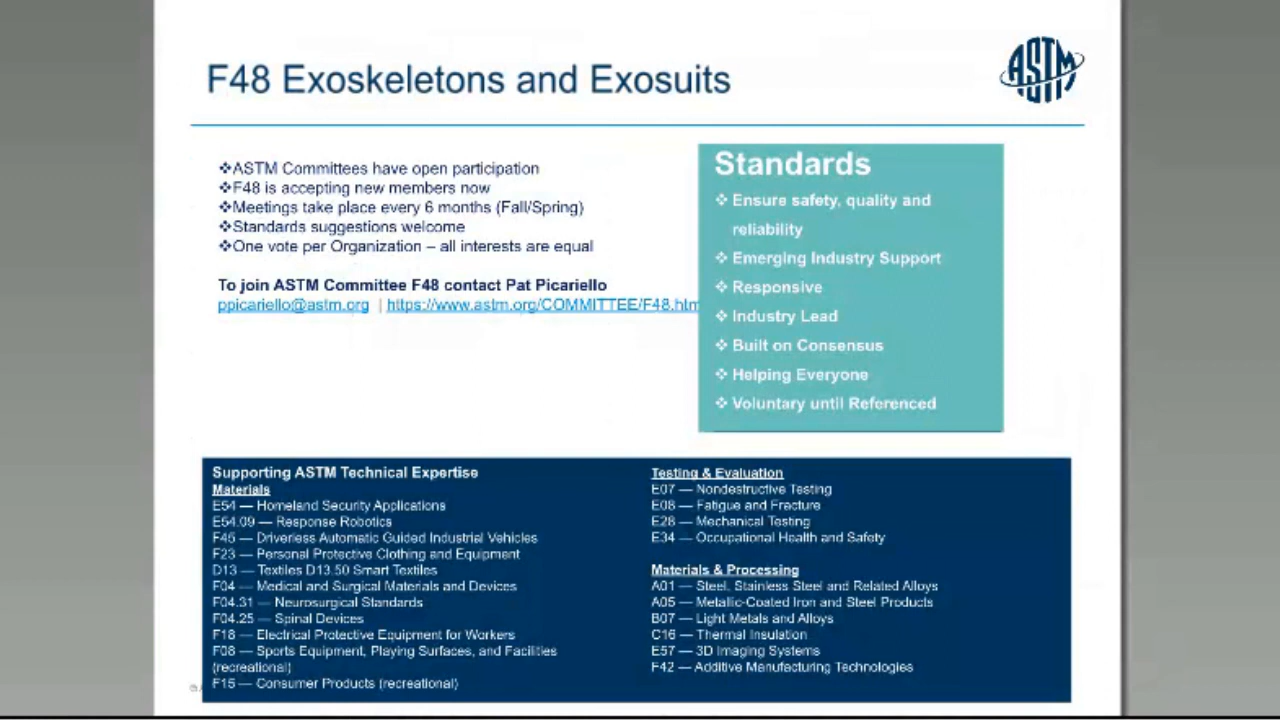 F48 Exoskeletons and Exosuits
ASTM
❖ASTM Committees have open participation
❖F48 is accepting new members now
❖Meetings take place every 6 months (Fall/Spring)
❖Standards suggestions welcome
❖One vote per Organization – all interests are equal
To join ASTM Committee F48 contact Pat Picariello
ppicariello@astm.org | https://www.astm.org/COMMITTEE/F48.htm
Standards
❖ Ensure safety, quality and
reliability
❖ Emerging Industry Support
❖ Responsive
❖ Industry Lead
❖ Built on Consensus
❖ Helping Everyone
❖ Voluntary until Referenced
Supporting ASTM Technical Expertise
Materials
E54 — Homeland Security Applications
E54.09 — Response Robotics
F45 — Driverless Automatic Guided Industrial Vehicles
F23 — Personal Protective Clothing and Equipment
D13 — Textiles D13.50 Smart Textiles
F04 — Medical and Surgical Materials and Devices
F04.31 — Neurosurgical Standards
F04.25 — Spinal Devices
F18 — Electrical Protective Equipment for Workers
F08 — Sports Equipment, Playing Surfaces, and Facilities
(recreational)
F15 — Consumer Products (recreational)
Testing & Evaluation
E07 — Nondestructive Testing
E08 — Fatigue and Fracture
E28 — Mechanical Testing
E34 — Occupational Health and Safety
Materials & Processing
A01 — Steel, Stainless Steel and Related Alloys
A05 — Metallic-Coated Iron and Steel Products
B07 — Light Metals and Alloys
C16 — Thermal Insulation
E57 — 3D Imaging Systems
F42 — Additive Manufacturing Technologies